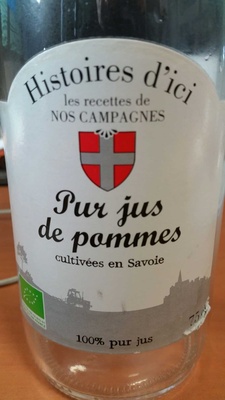 Histoires d'ici
les recettes de
NOS CAMPAGNES
Pur jus
de pommes
cultivées en Savoie
100% pur jus